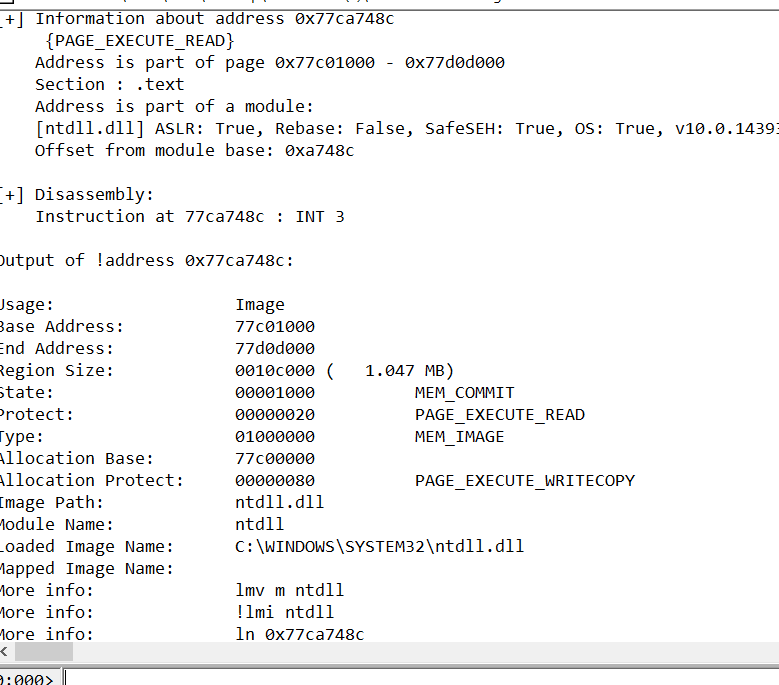 [+] Information about address 0x77ca748c
{PAGE_EXECUTE_READ}
Address is part of page 0x77c01000 - 0x77d0d000
Section : .text
Address is part of a module:
[ntdll.dll] ASLR: True, Rebase: False, SafeSEH: True, OS: True, v10.0.14393
Offset from module base: 0xa748c
[+] Disassembly:
Instruction at 77ca748c : INT 3
Output of !address 0x77ca748c:
Usage: Image
Base Address: 77c01000
End Address: 77d0d000
Region Size: 0010c000 ( 1.047 MB)
State: 00001000 MEM_COMMIT
Protect: 00000020 PAGE_EXECUTE_READ
Type: 01000000 MEM_IMAGE
Allocation Base: 77c00000
Allocation Protect: 00000080 PAGE_EXECUTE_WRITECOPY
Image Path: ntdll.dll
Module Name: ntdll
Loaded Image Name: C:\WINDOWS\SYSTEM32\ntdll.dll
Mapped Image Name:
More info: lmv m ntdll
More info: !lmi ntdll
More info: ln 0x77ca748c
0:000>